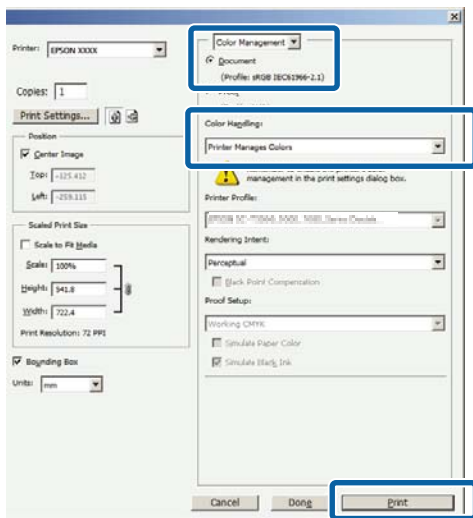 Printer: EPSON XXXX
Copies: 1
Print Settings...
Position
Center Image
Top: -125.412
Left: -259.115
Scaled Print Size
Scale to Fit Media
Scale: 100%
Height: 541.8
Width: 722.4
Print Resolution: 72 PPI
Bounding Box
Units: mm
Color Management
Document
(Profile: sRGB IEC61966-2.1)
Color Handling:
Printer Manages Colors
management in the print settings dialog box.
Printer Profile:
Rendering Intent:
Perceptual
Black Point Compensation
Proof Setup:
Working CMYK
Simulate Paper Color
Simulate Black Ink
Cancel
Done
Print